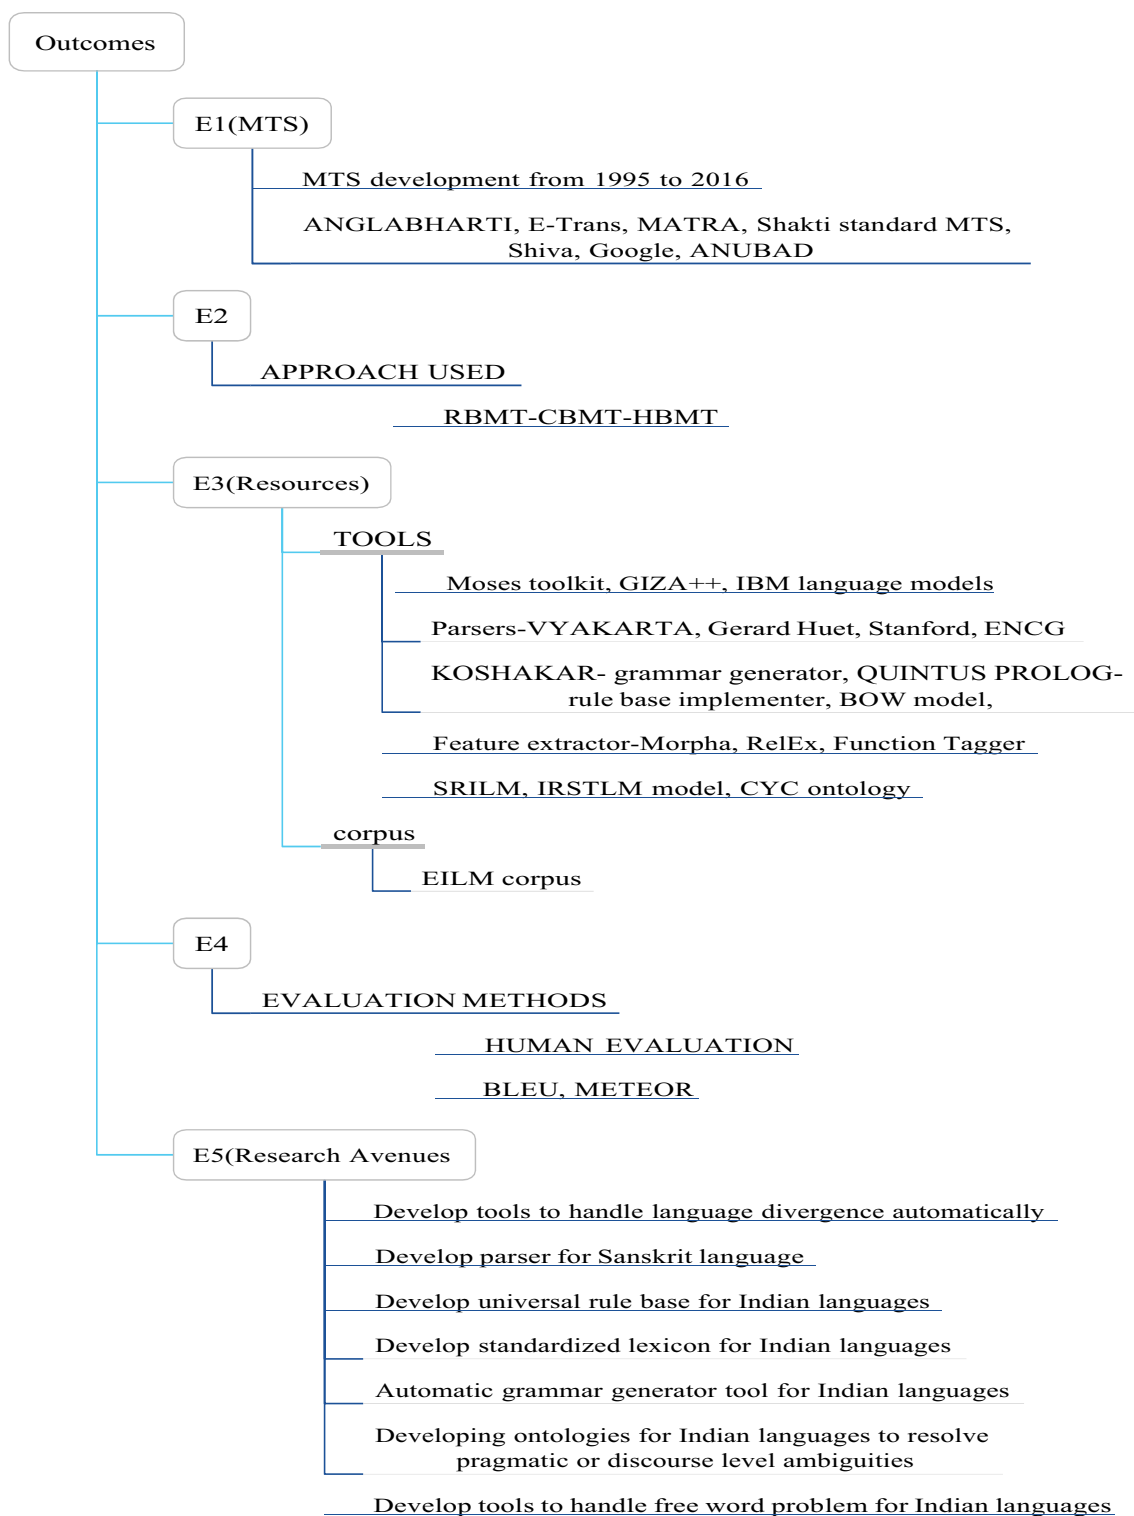 Outcomes
E1(MTS)
MTS development from 1995 to 2016
ANGLABHARTI, E-Trans, MATRA, Shakti standard MTS,
Shiva, Google, ANUBAD
E2
APPROACH USED
RBMT-CBMT-HBMT
E3(Resources)
TOOLS
Moses toolkit, GIZA++, IBM language models
Parsers-VYAKARTA, Gerard Huet, Stanford, ENCG
KOSHAKAR- grammar generator, QUINTUS PROLOG-
rule base implementer, BOW model,
Feature extractor-Morpha, RelEx, Function Tagger
SRILM, IRSTLM model, CYC ontology
corpus
EILM corpus
E4
EVALUATION METHODS
HUMAN EVALUATION
BLEU, METEOR
E5(Research Avenues
Develop tools to handle language divergence automatically
Develop parser for Sanskrit language
Develop universal rule base for Indian languages
Develop standardized lexicon for Indian languages
Automatic grammar generator tool for Indian languages
Developing ontologies for Indian languages to resolve
pragmatic or discourse level ambiguities
Develop tools to handle free word problem for Indian languages